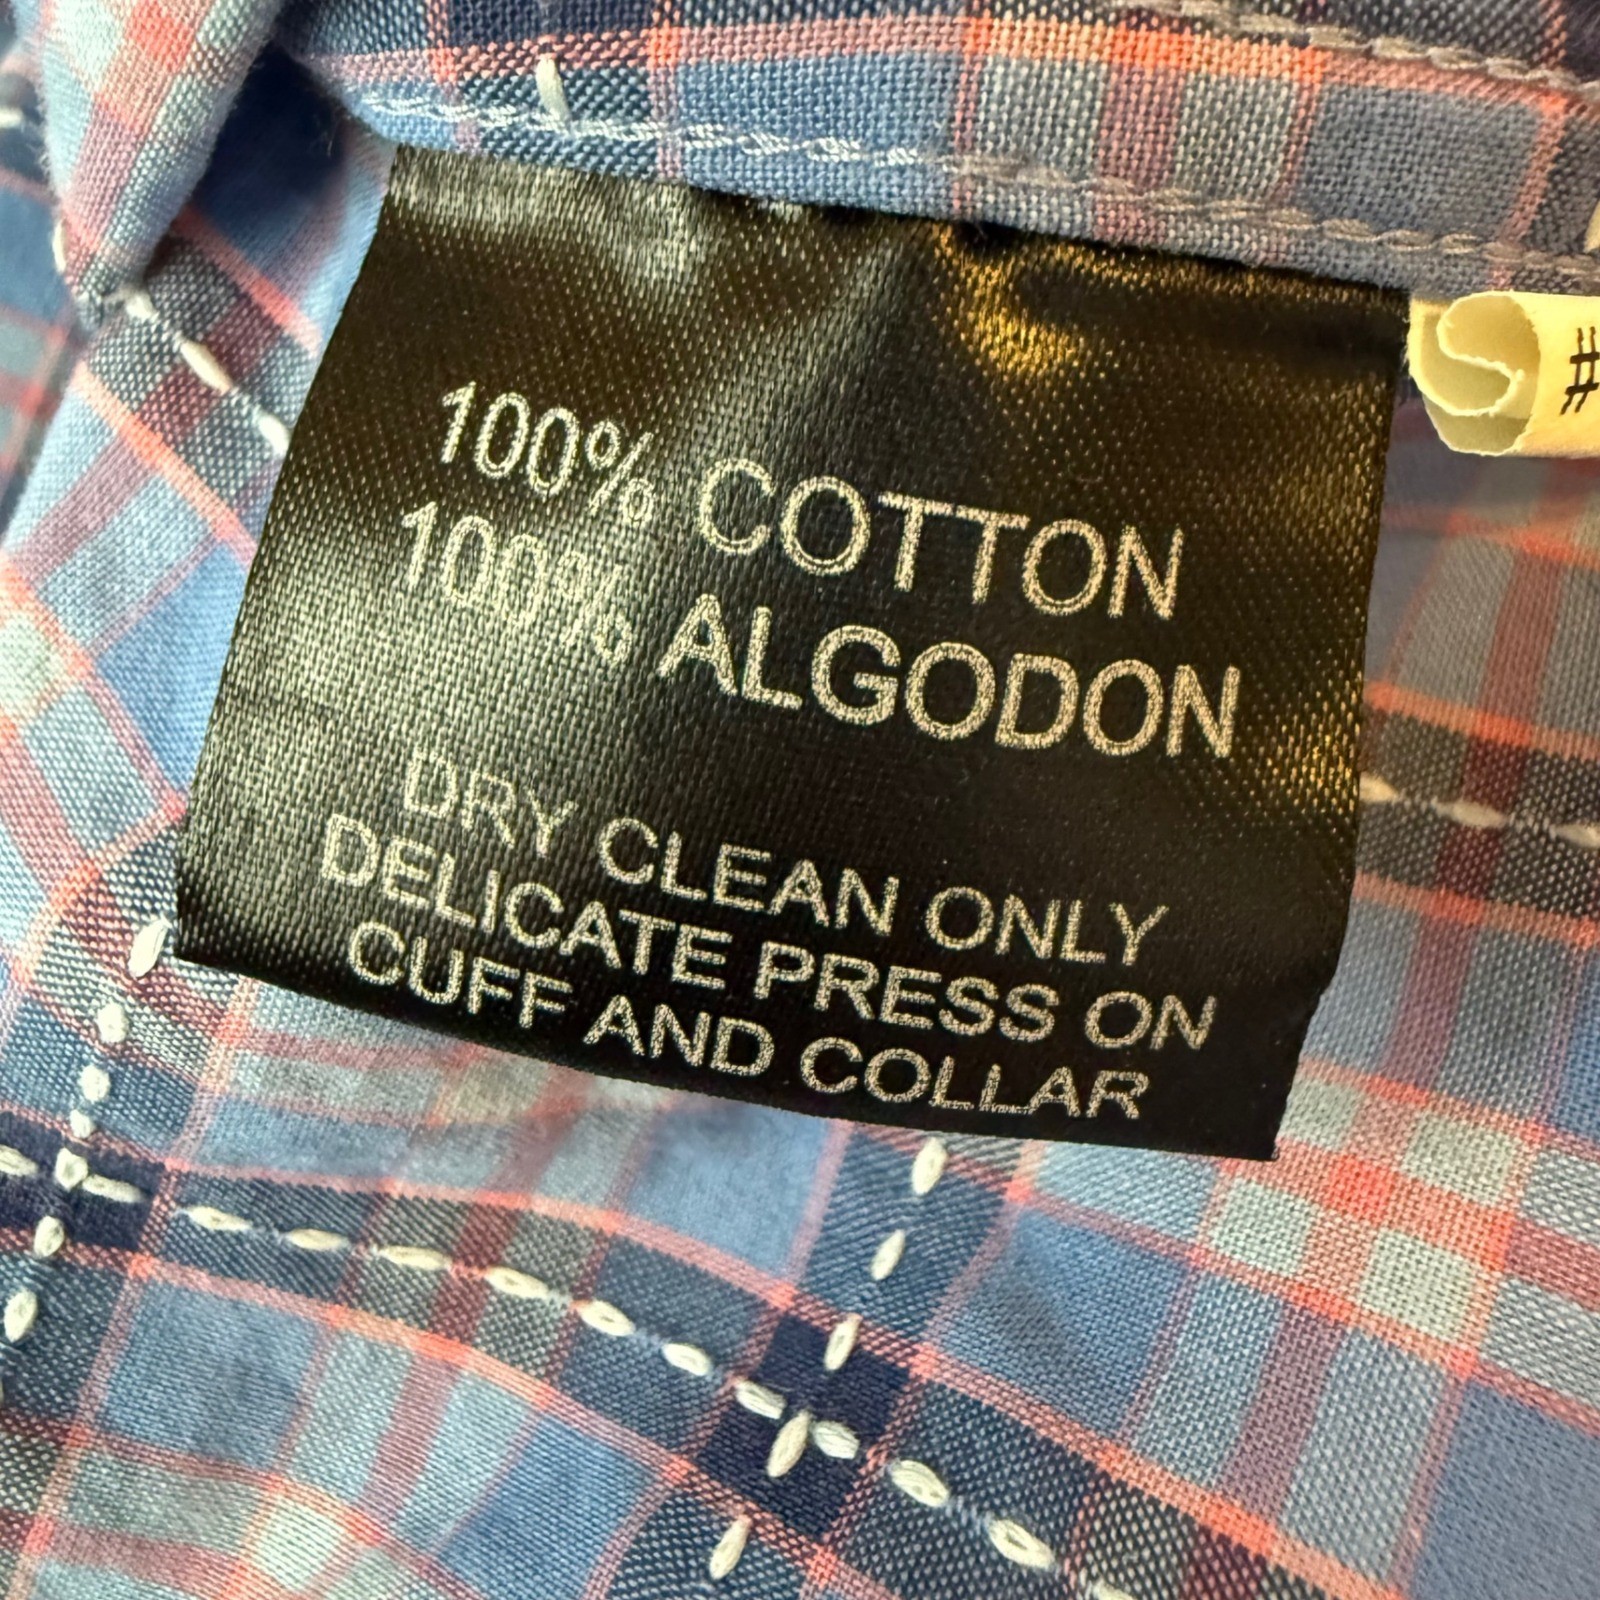 100% COTTON
100% ALGODON
DRY CLEAN ONLY
DELICATE PRESS ON
CUFF AND COLLAR
#